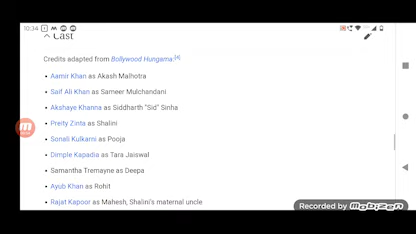 10:34
Cast
Credits adapted from Bollywood Hungama:[4]
• Aamir Khan as Akash Malhotra
• Saif Ali Khan as Sameer Mulchandani
• Akshaye Khanna as Siddharth "Sid" Sinha
• Preity Zinta as Shalini
• Sonali Kulkarni as Pooja
• Dimple Kapadia as Tara Jaiswal
• Samantha Tremayne as Deepa
• Ayub Khan as Rohit
• Rajat Kapoor as Mahesh, Shalini's maternal uncle
Recorded by Mobizen